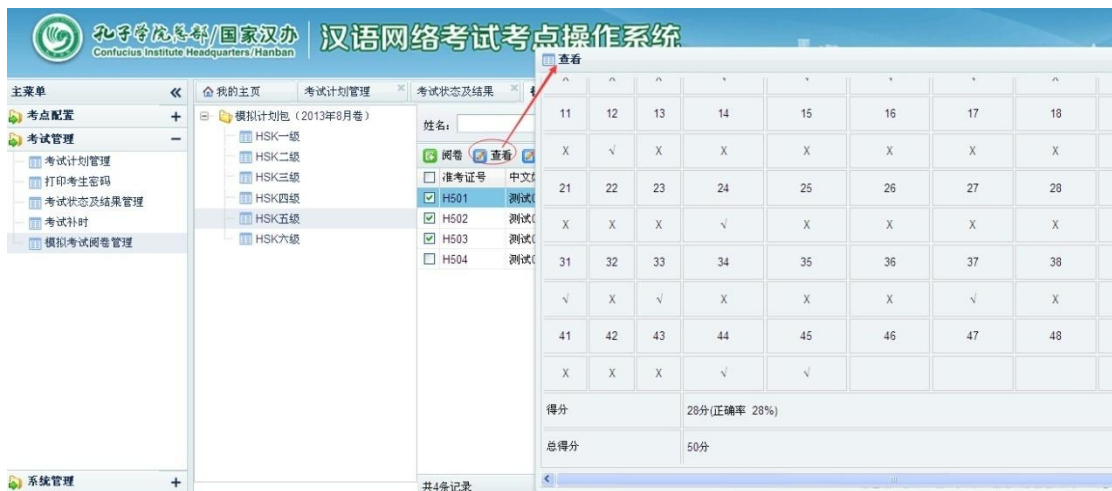 孔子学院总部/国家汉办
Confucius Institute Headquarters/Hanban
汉语网络考试考点操作系统
主菜单
考点配置
考试管理
考试计划管理
打印考生密码
考试状态及结果管理
考试补时
模拟考试阅卷管理
系统管理
我的主页 考试计划管理 考试状态及结果
模拟计划包（2013年8月卷）
HSK一级
HSK二级
HSK三级
HSK四级
HSK五级
HSK六级
姓名：
阅卷 查看
准考证号 中文
H501 测试
H502 测试
H503 测试
H504 测试
共4条记录
查看
11 12 13 14 15 16 17 18
X √ X X X X X X
21 22 23 24 25 26 27 28
X X X √ X X X X
31 32 33 34 35 36 37 38
√ X √ X X X √ X
41 42 43 44 45 46 47 48
X X X √ √
得分 28分(正确率 28%)
总得分 50分